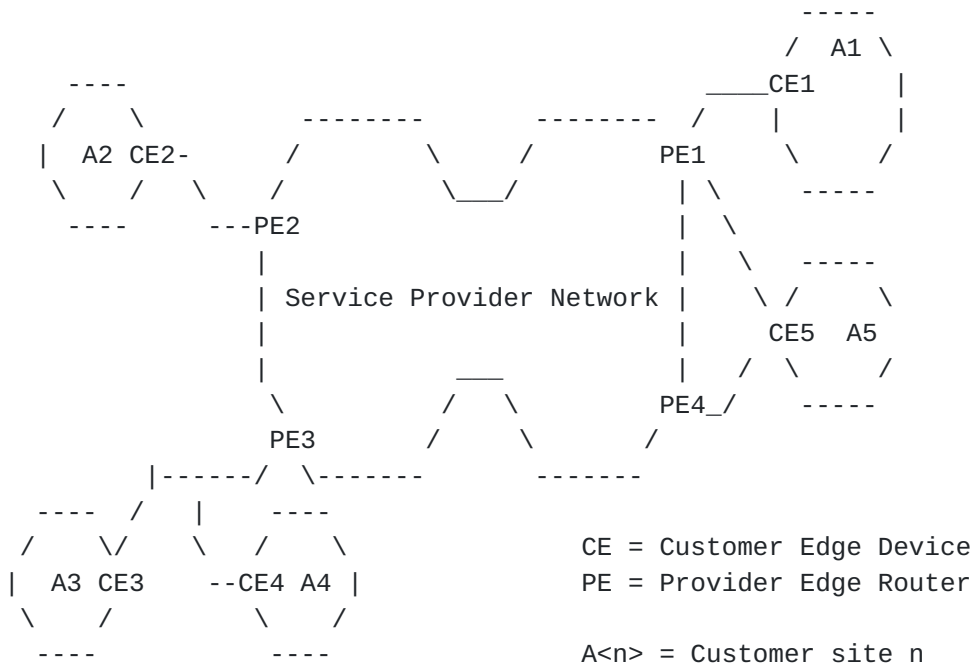 A1
CE1
A2 CE2
PE1
PE2
Service Provider Network
CE5 A5
PE4
PE3
CE = Customer Edge Device
A3 CE3 CE4 A4
PE = Provider Edge Router
A<n> = Customer site n